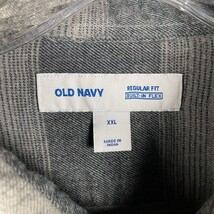 OLD NAVY
REGULAR FIT
BUILT-IN FLEX
XXL
MADE IN
INDIA